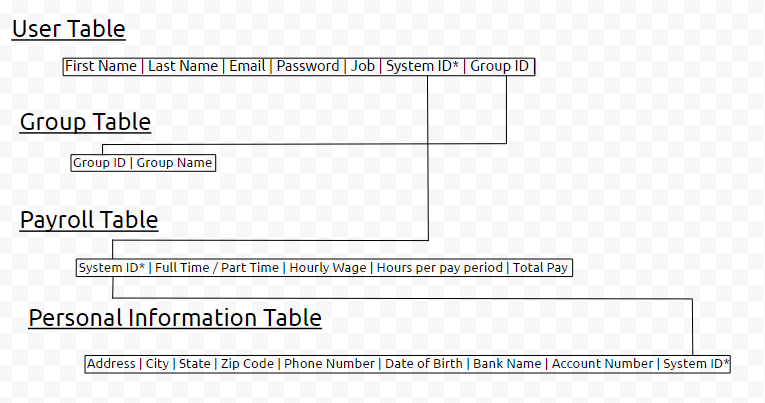 User Table
First Name | Last Name | Email | Password | Job | System ID* | Group ID |
Group Table
Group ID | Group Name
Payroll Table
System ID* | Full Time / Part Time | Hourly Wage | Hours per pay period | Total Pay
Personal Information Table
Address | City | State | Zip Code | Phone Number | Date of Birth | Bank Name | Account Number | System ID*